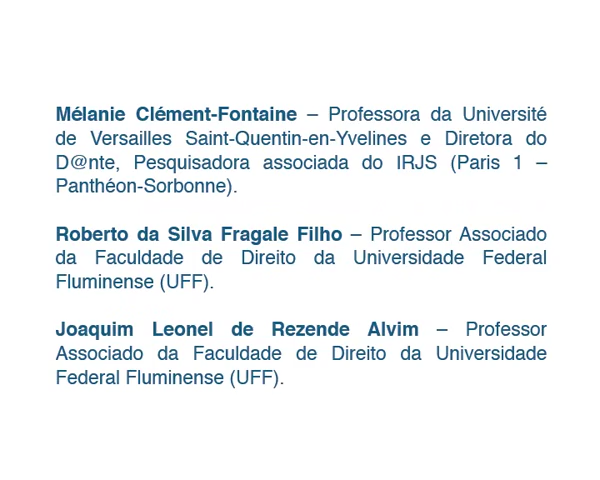 Mélanie Clément-Fontaine – Professora da Université
de Versailles Saint-Quentin-en-Yvelines e Diretora do
D@nte, Pesquisadora associada do IRJS (Paris 1 –
Panthéon-Sorbonne).
Roberto da Silva Fragale Filho – Professor Associado
da Faculdade de Direito da Universidade Federal
Fluminense (UFF).
Joaquim Leonel de Rezende Alvim – Professor
Associado da Faculdade de Direito da Universidade
Federal Fluminense (UFF).